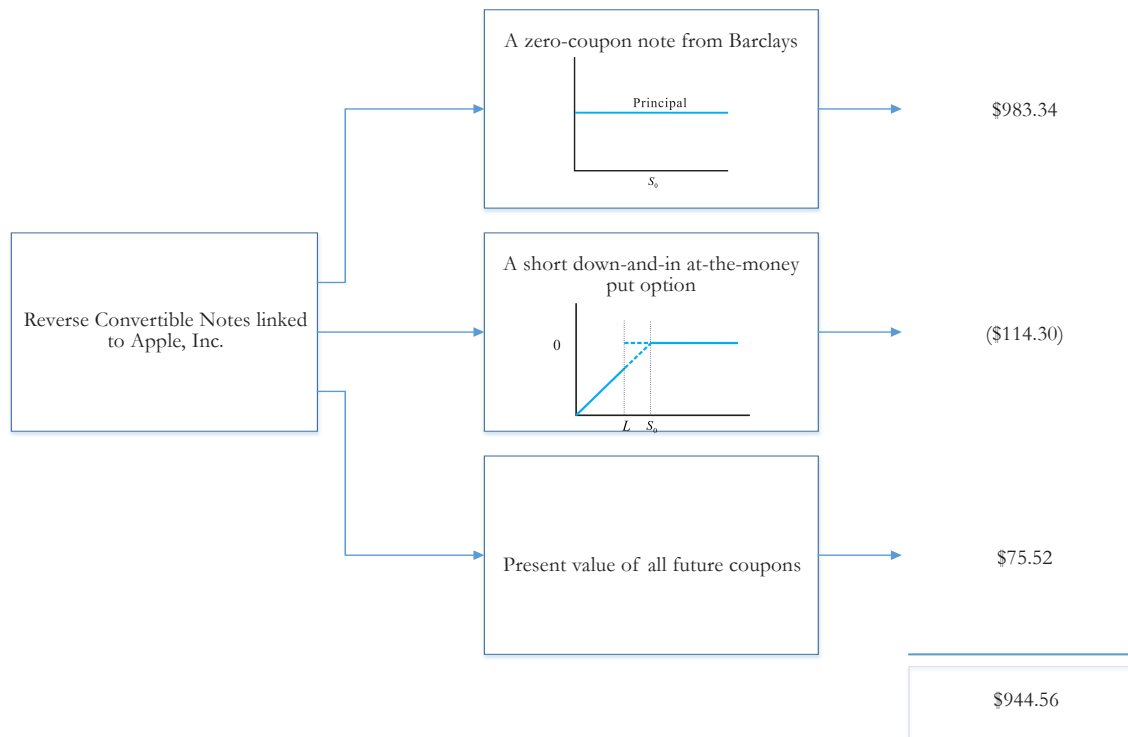 A zero-coupon note from Barclays
Principal
S₀
$983.34
Reverse Convertible Notes linked
to Apple, Inc.
A short down-and-in at-the-money
put option
0
L S₀
($114.30)
Present value of all future coupons
$75.52
$944.56